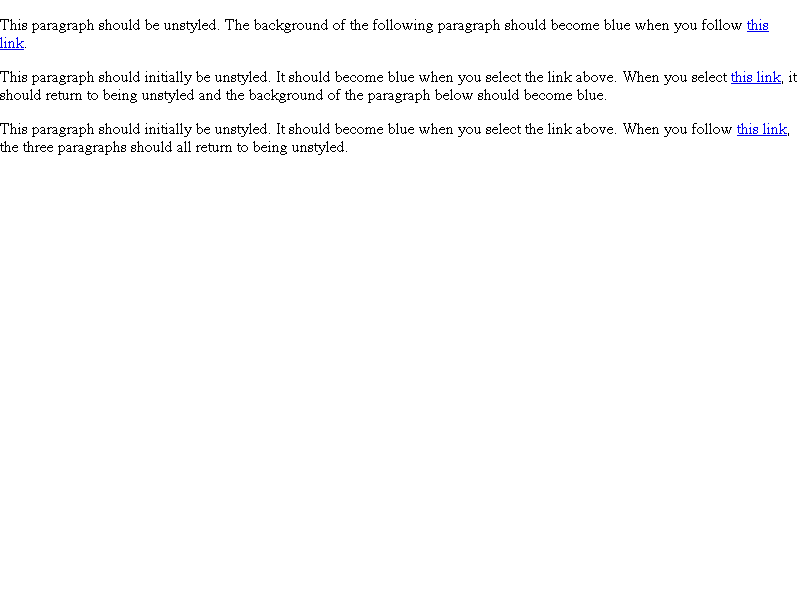 This paragraph should be unstyled. The background of the following paragraph should become blue when you follow this
link.
This paragraph should initially be unstyled. It should become blue when you select the link above. When you select this link, it
should return to being unstyled and the background of the paragraph below should become blue.
This paragraph should initially be unstyled. It should become blue when you select the link above. When you follow this link,
the three paragraphs should all return to being unstyled.